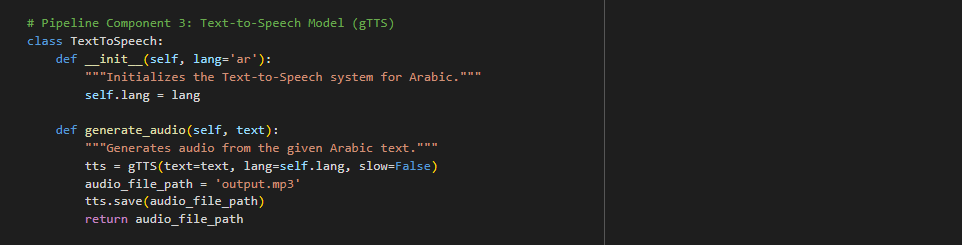 # Pipeline Component 3: Text-to-Speech Model (gTTS)
class TextToSpeech:
    def __init__(self, lang='ar'):
        """Initializes the Text-to-Speech system for Arabic."""
        self.lang = lang

    def generate_audio(self, text):
        """Generates audio from the given Arabic text."""
        tts = gTTS(text=text, lang=self.lang, slow=False)
        audio_file_path = 'output.mp3'
        tts.save(audio_file_path)
        return audio_file_path